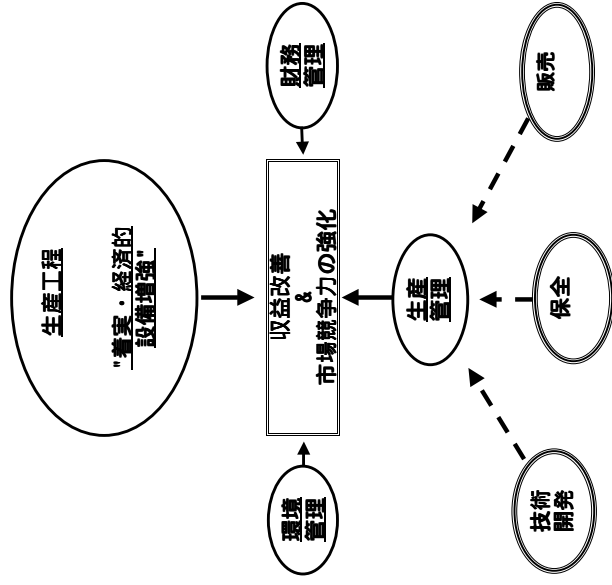 生産工程
"着実・経済的
設備増強"
環境
管理
収益改善
&
市場競争力の強化
財務
管理
生産
管理
技術
開発
保全
販売